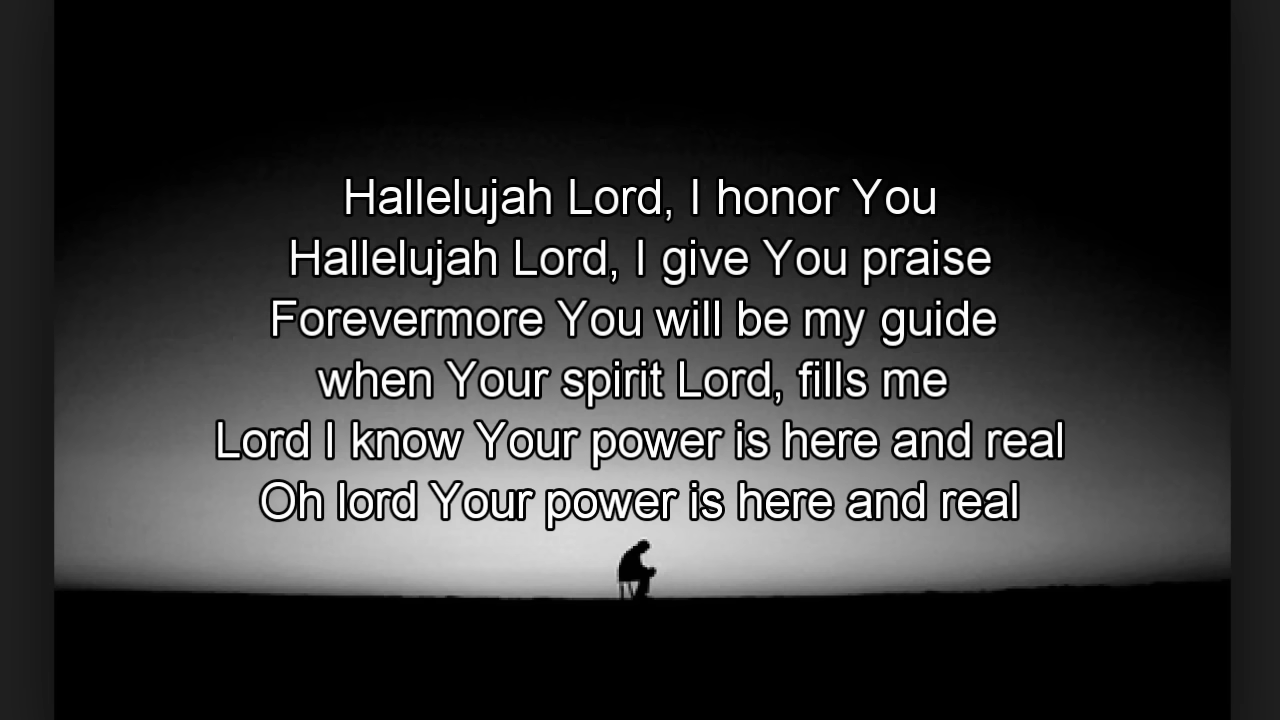 Hallelujah Lord, I honor You
Hallelujah Lord, I give You praise
Forevermore You will be my guide
when Your spirit Lord, fills me
Lord I know Your power is here and real
Oh lord Your power is here and real